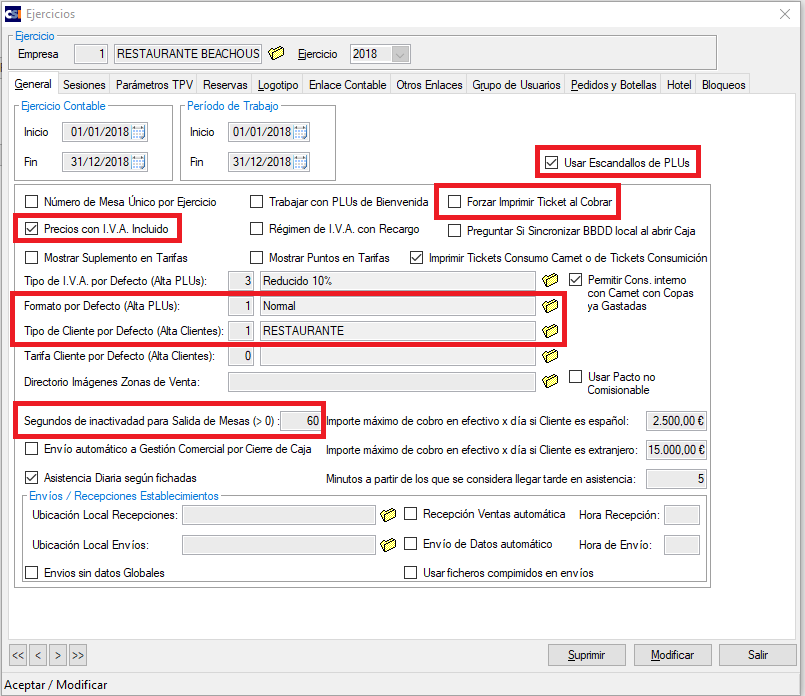 CSI Ejercicios
Ejercicio
Empresa 1 RESTAURANTE BEACHOUS Ejercicio 2018
General Sesiones Parámetros TPV Reservas Logotipo Enlace Contable Otros Enlaces Grupo de Usuarios Pedidos y Botellas Hotel Bloqueos
Ejercicio Contable Período de Trabajo
Inicio 01/01/2018 Inicio 01/01/2018
Fin 31/12/2018 Fin 31/12/2018 Usar Escandallos de PLUs
Número de Mesa Único por Ejercicio Trabajar con PLUs de Bienvenida Forzar Imprimir Ticket al Cobrar
Precios con I.V.A. Incluido Régimen de I.V.A. con Recargo Preguntar Si Sincronizar BBDD local al abrir Caja
Mostrar Suplemento en Tarifas Mostrar Puntos en Tarifas Imprimir Tickets Consumo Carnet o de Tickets Consumición
Tipo de I.V.A. por Defecto (Alta PLUs): 3 Reducido 10% Permitir Cons. interno
con Carnet con Copas
ya Gastadas
Formato por Defecto (Alta PLUs): 1 Normal
Tipo de Cliente por Defecto (Alta Clientes): 1 RESTAURANTE
Tarifa Cliente por Defecto (Alta Clientes): 0
Directorio Imágenes Zonas de Venta: Usar Pacto no
Comisionable
Segundos de inactividad para Salida de Mesas (> 0) : 60 Importe máximo de cobro en efectivo x día si Cliente es español: 2.500,00 €
Envío automático a Gestión Comercial por Cierre de Caja Importe máximo de cobro en efectivo x día si Cliente es extranjero: 15.000,00 €
Asistencia Diaria según fichadas Minutos a partir de los que se considera llegar tarde en asistencia: 5
Envíos / Recepciones Establecimientos
Ubicación Local Recepciones: Recepción Ventas automática Hora Recepción:
Ubicación Local Envíos: Envío de Datos automático Hora de Envío:
Envios sin datos Globales Usar ficheros compimidos en envíos
<< < > >> Suprimir Modificar Salir
Aceptar / Modificar